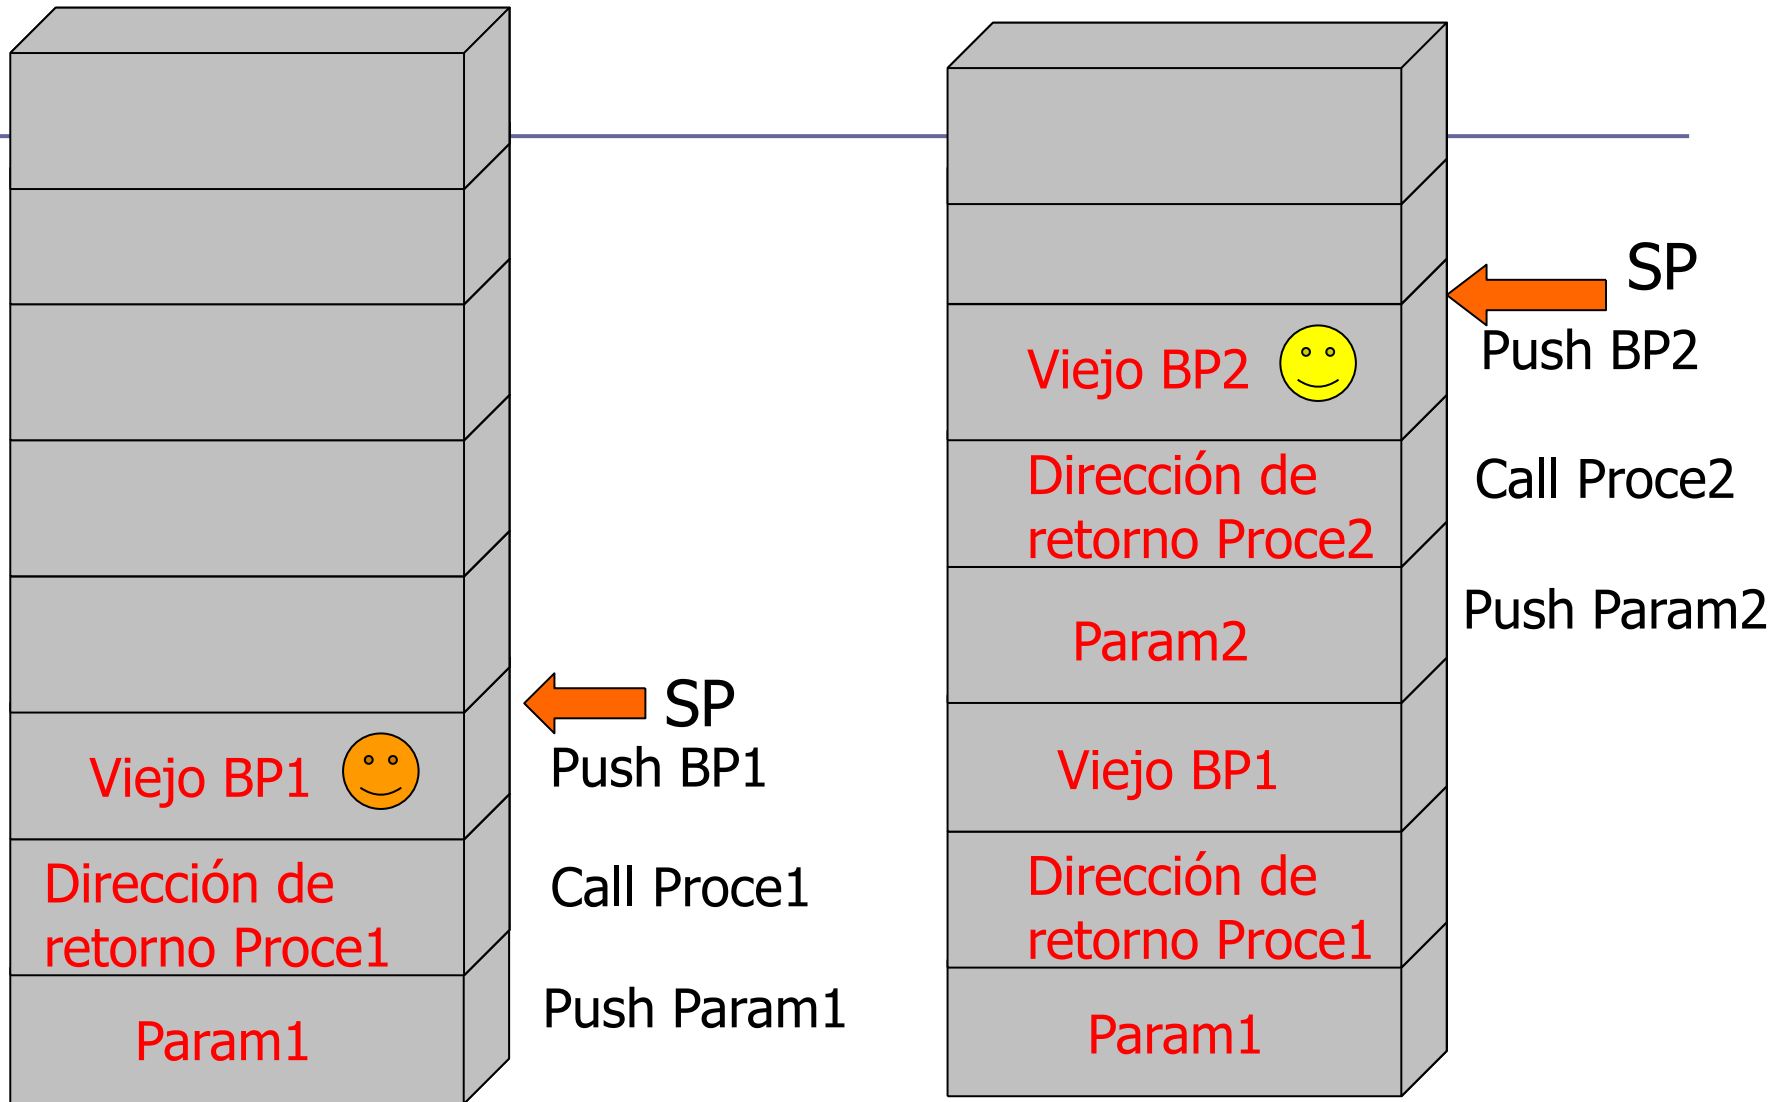 SP
Push BP1
Viejo BP1
Call Proce1
Dirección de
retorno Proce1
Push Param1
Param1
SP
Push BP2
Viejo BP2
Call Proce2
Dirección de
retorno Proce2
Push Param2
Param2
Viejo BP1
Dirección de
retorno Proce1
Param1